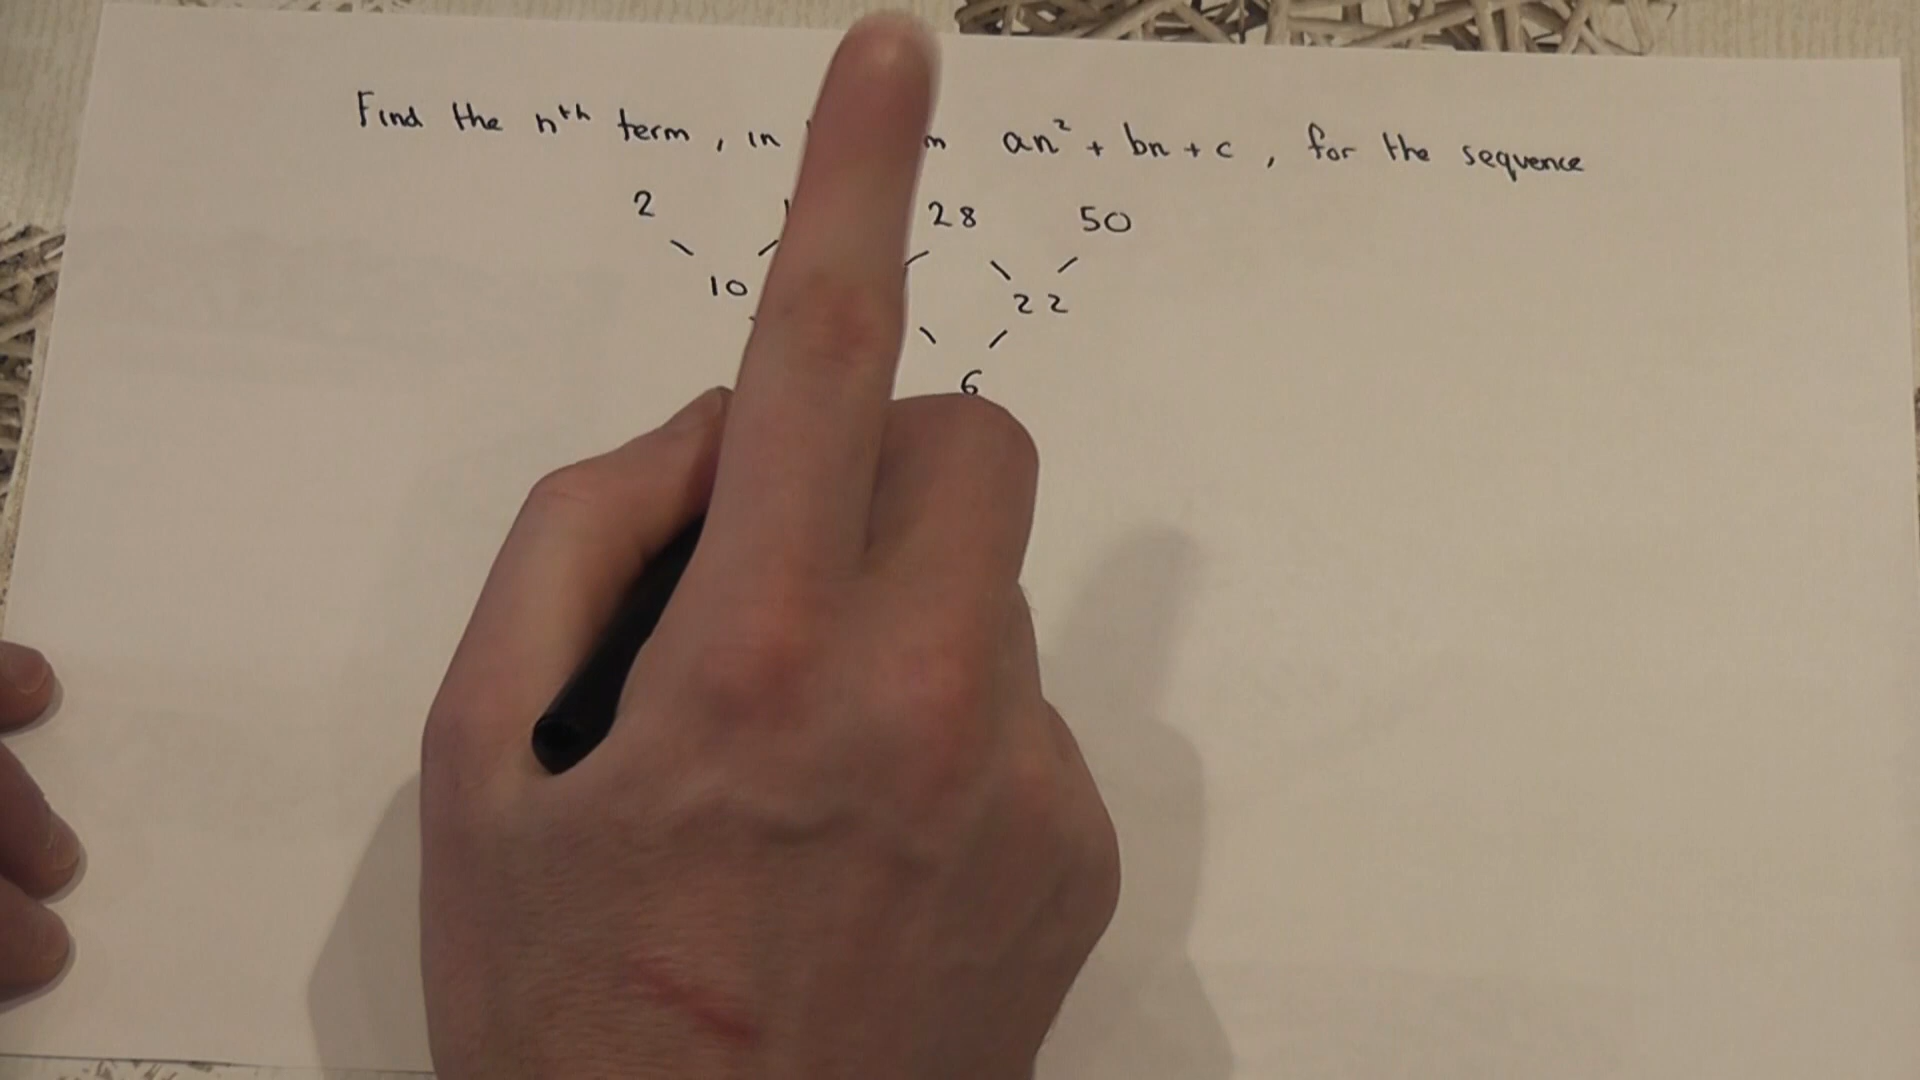 Find the nᵗʰ term, in an² + bn + c, for the sequence
2 28 50
10 22
6